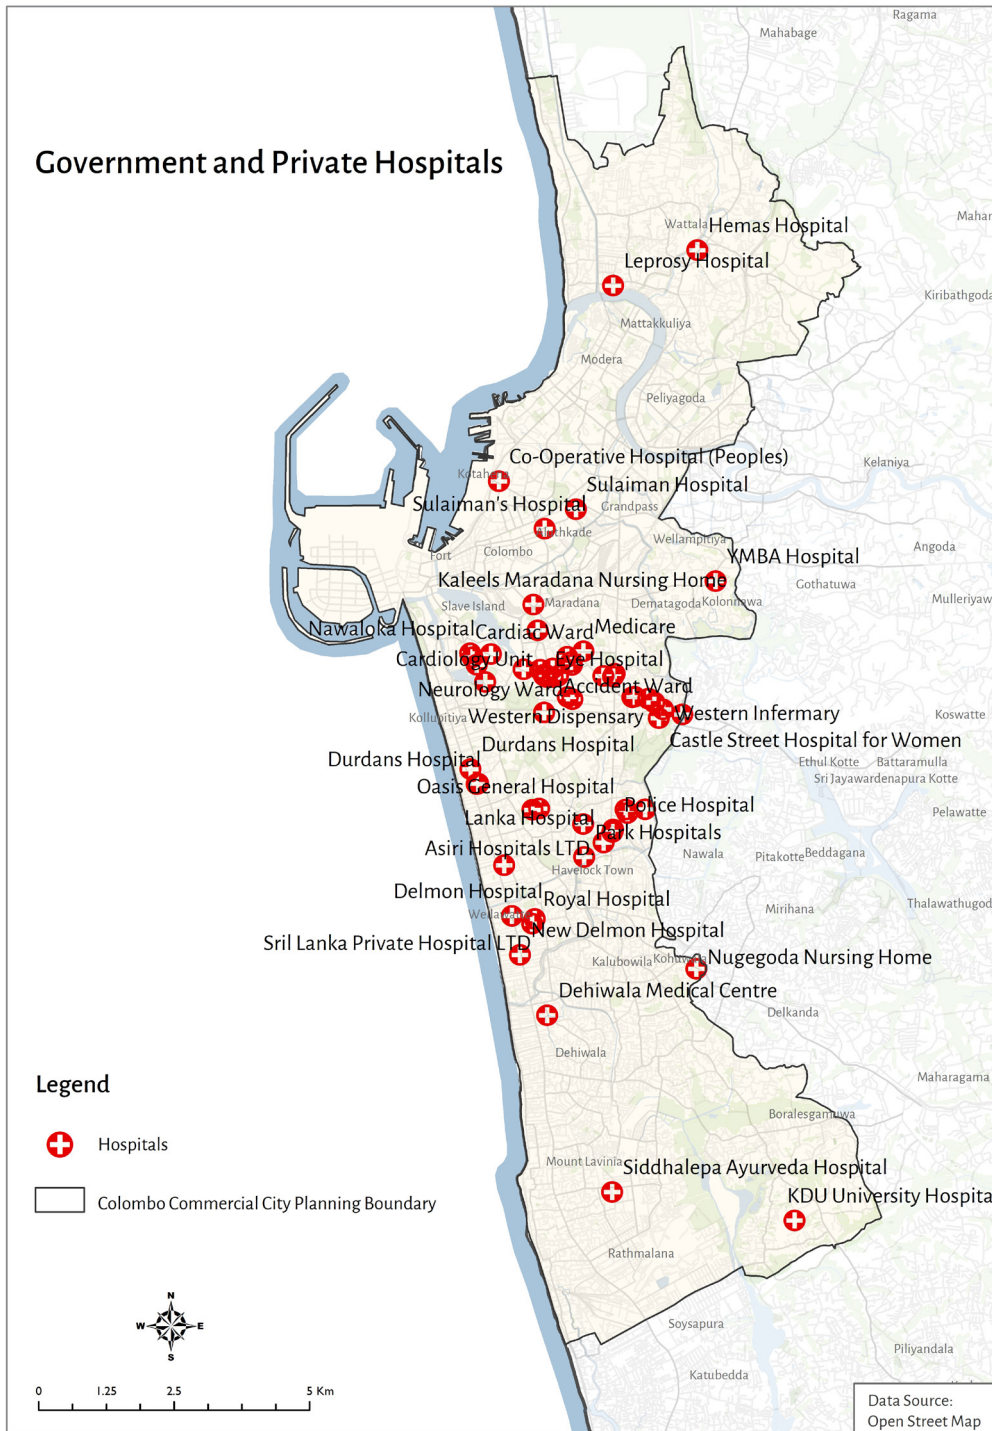 Ragama
Mahabage
Government and Private Hospitals
Mahar
Wattala
Hemas Hospital
Leprosy Hospital
Kiribathgoda
Mattakkuliya
Modera
Peliyagoda
Co-Operative Hospital (Peoples)
Kelaniya
Sulaiman Hospital
Sulaiman's Hospital
Grandpass
Wellampitiya
Angoda
Fort
Colombo
YMBA Hospital
Gothatuwa
Kaleels Maradana Nursing Home
Mulleriyaw
Slave Island
Maradana
Dematagoda
Kolonnawa
Nawaloka Hospital
Cardiac Ward
Medicare
Cardiology Unit
Eye Hospital
Neurology Ward
Accident Ward
Kollupitiya
Western Dispensary
Western Infermary
Koswatte
Durdans Hospital
Castle Street Hospital for Women
Durdans Hospital
Ethul Kotte
Battaramulla
Sri Jayawardenapura Kotte
Oasis General Hospital
Police Hospital
Pelawatte
Lanka Hospital
Park Hospitals
Asiri Hospitals LTD
Nawala
Pitakotte
Beddagana
Havelock Town
Delmon Hospital
Royal Hospital
Thalawathugod
Mirihana
New Delmon Hospital
Sril Lanka Private Hospital LTD
Kalubowila
Nugegoda Nursing Home
Dehiwala Medical Centre
Delkanda
Dehiwala
Legend
Maharagama
Boralesgamuwa
Hospitals
Mount Lavinia
Siddhalepa Ayurveda Hospital
KDU University Hospita
Colombo Commercial City Planning Boundary
Rathmalana
N
W E
S
Soysapura
Piliyandala
Katubedda
0 1.25 2.5 5 Km
Data Source:
Open Street Map